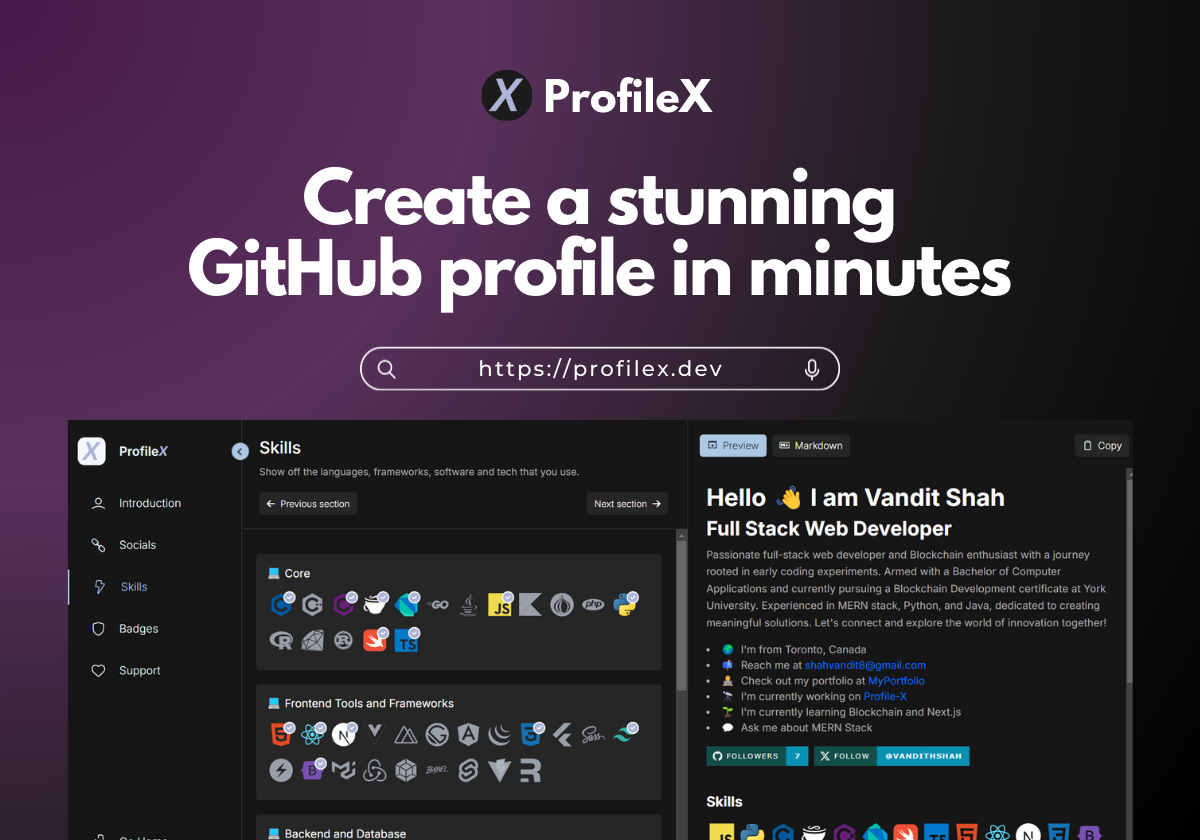 X ProfileX
Create a stunning
GitHub profile in minutes
https://profilex.dev
X ProfileX
Introduction
Socials
Skills
Badges
Support
Skills
Show off the languages, frameworks, software and tech that you use.
← Previous section
Next section →
Core
GO
JS
php
R
TS
Frontend Tools and Frameworks
N
Sass
B
BABEL
Backend and Database
Preview
Markdown
Copy
Hello 👋 I am Vandit Shah
Full Stack Web Developer
Passionate full-stack web developer and Blockchain enthusiast with a journey
rooted in early coding experiments. Armed with a Bachelor of Computer
Applications and currently pursuing a Blockchain Development certificate at York
University. Experienced in MERN stack, Python, and Java, dedicated to creating
meaningful solutions. Let's connect and explore the world of innovation together!
• 🌍 I'm from Toronto, Canada
• 📫 Reach me at shahvandit8@gmail.com
• 🧑‍💻 Check out my portfolio at MyPortfolio
• 🔭 I'm currently working on Profile-X
• 🌱 I'm currently learning Blockchain and Next.js
• 💬 Ask me about MERN Stack
FOLLOWERS 7
X FOLLOW @VANDITHSHAH
Skills
JS
TS
N
B